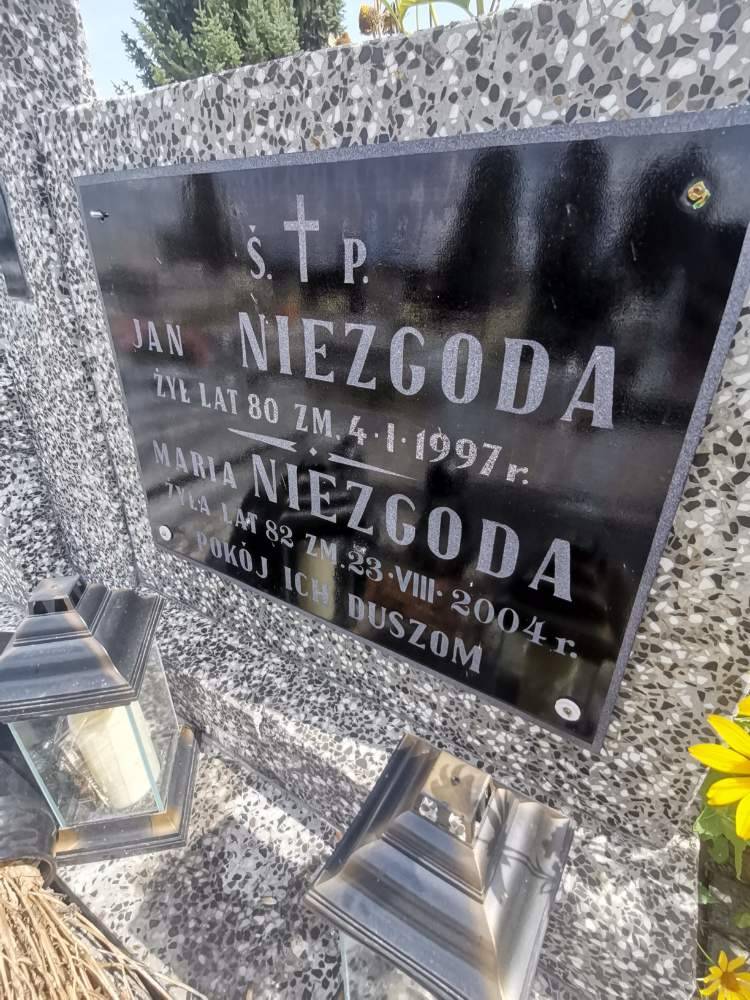 Ś. P.
JAN NIEZGODA
ŻYŁ LAT 80 ZM. 4·I·1997 r.
MARIA NIEZGODA
ŻYŁA LAT 82 ZM. 23·VIII·2004 r.
POKÓJ ICH DUSZOM